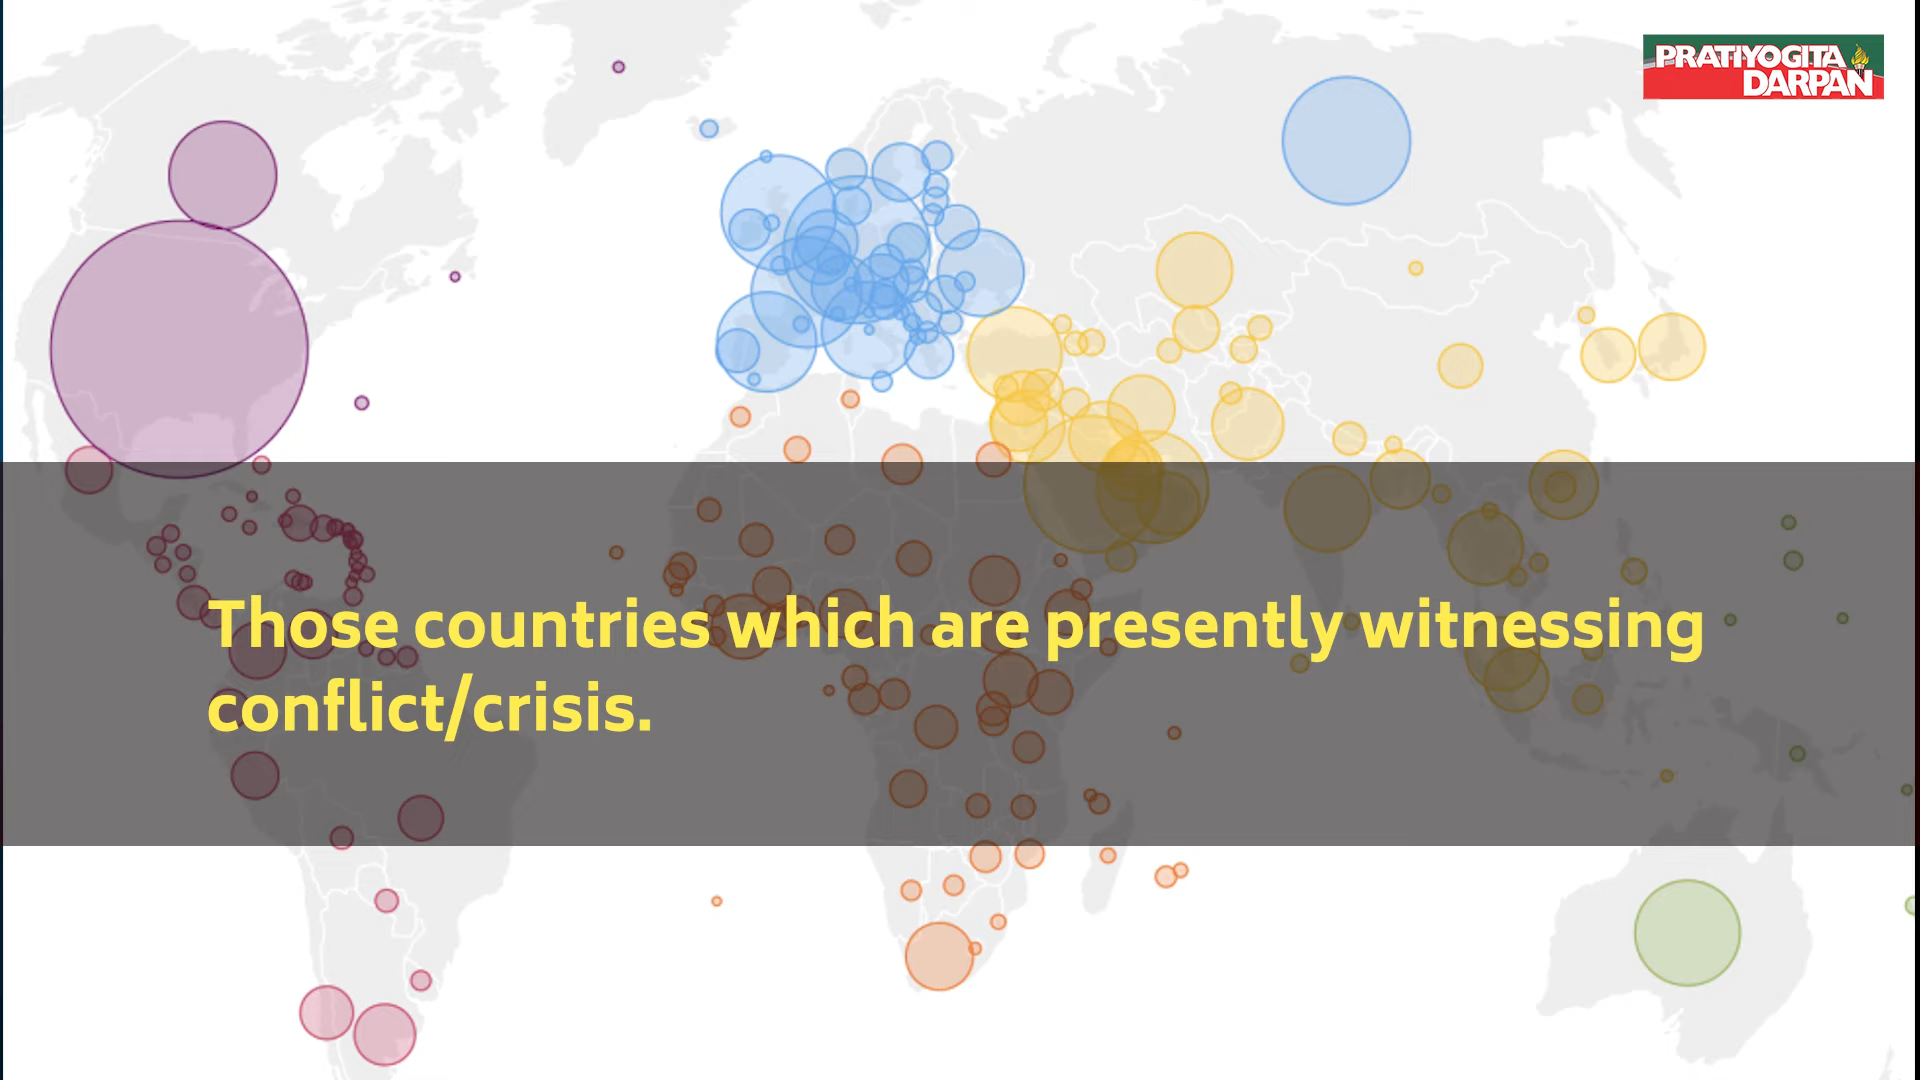 PRATIYOGITA
DARPAN
Those countries which are presently witnessing
conflict/crisis.